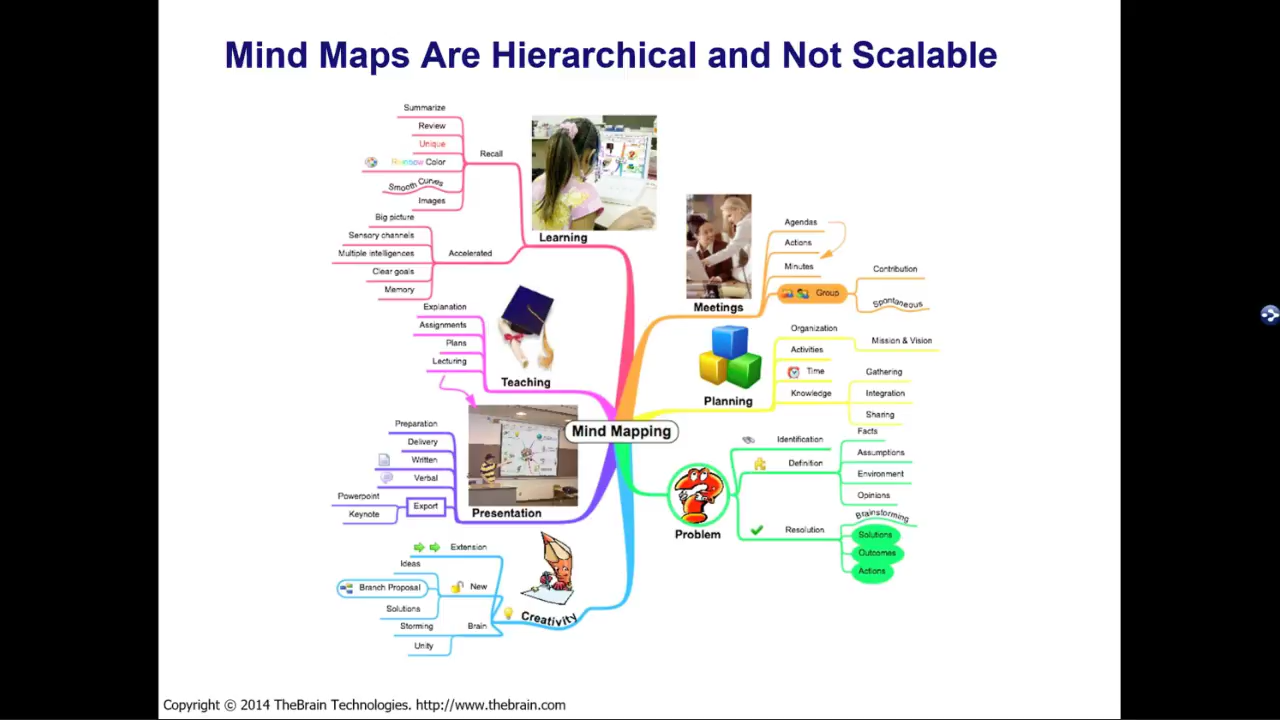 Mind Maps Are Hierarchical and Not Scalable
Summarize
Review
Unique
Rainbow Color
Smooth Curves
Images
Recall
Big picture
Sensory channels
Multiple intelligences
Clear goals
Memory
Accelerated
Learning
Explanation
Assignments
Plans
Lecturing
Teaching
Preparation
Delivery
Written
Verbal
Export
Powerpoint
Keynote
Presentation
Extension
Ideas
Branch Proposal
Solutions
New
Storming
Unity
Brain
Creativity
Mind Mapping
Meetings
Agendas
Actions
Minutes
Group
Contribution
Spontaneous
Planning
Organization
Mission & Vision
Activities
Time
Knowledge
Gathering
Integration
Sharing
Problem
Identification
Definition
Facts
Assumptions
Environment
Opinions
Resolution
Brainstorming
Solutions
Outcomes
Actions
Copyright © 2014 TheBrain Technologies. http://www.thebrain.com